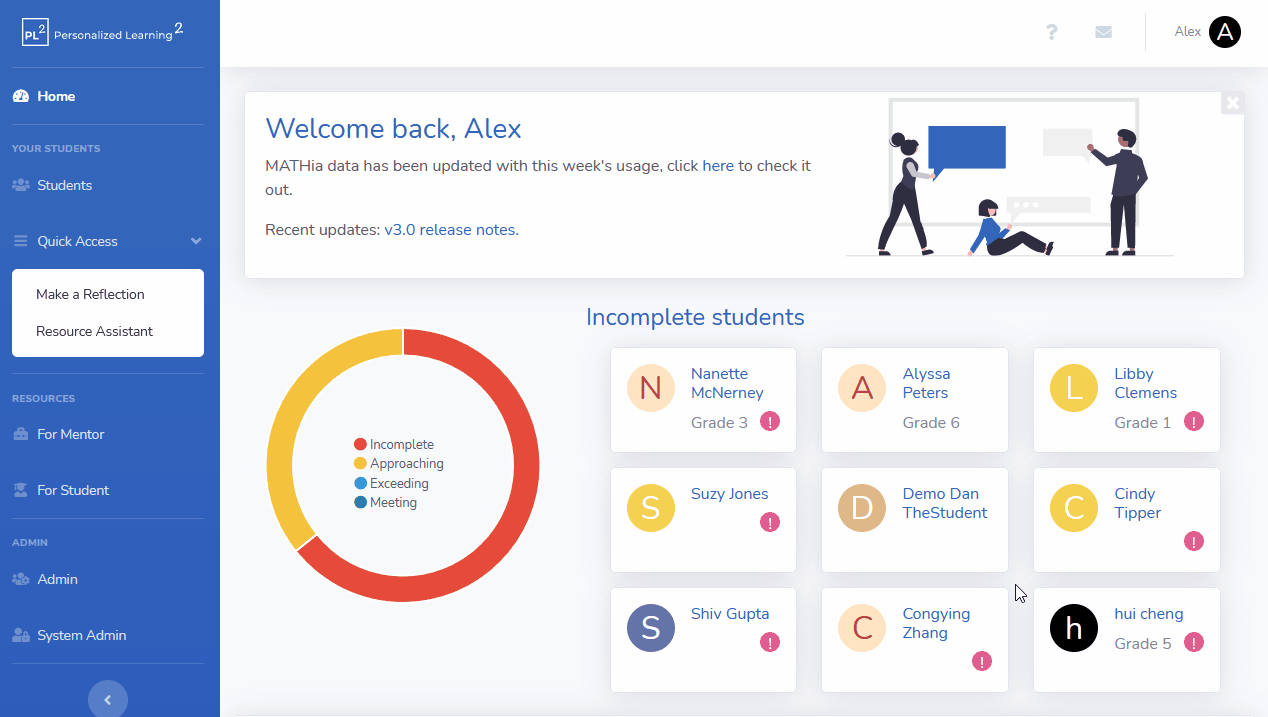 PL2 Personalized Learning2
Home
YOUR STUDENTS
Students
Quick Access
Make a Reflection
Resource Assistant
RESOURCES
For Mentor
For Student
ADMIN
Admin
System Admin
?
Alex
A
Welcome back, Alex
MATHia data has been updated with this week's usage, click here to check it
out.
Recent updates: v3.0 release notes.
Incomplete
Approaching
Exceeding
Meeting
Incomplete students
N
Nanette
McNerney
Grade 3
!
A
Alyssa
Peters
Grade 6
L
Libby
Clemens
Grade 1
!
S
Suzy Jones
!
D
Demo Dan
TheStudent
C
Cindy
Tipper
!
S
Shiv Gupta
!
C
Congying
Zhang
!
h
hui cheng
Grade 5
!